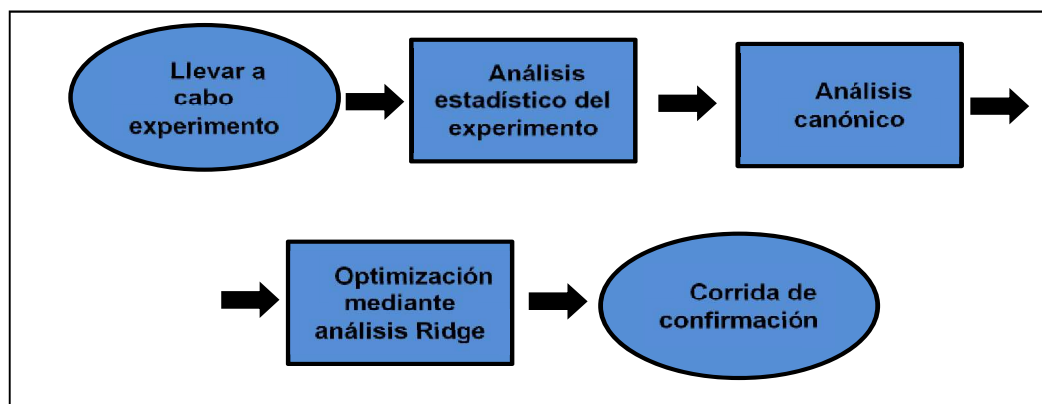 Llevar a
cabo
experimento
Análisis
estadístico del
experimento
Análisis
canónico
Optimización
mediante
análisis Ridge
Corrida de
confirmación